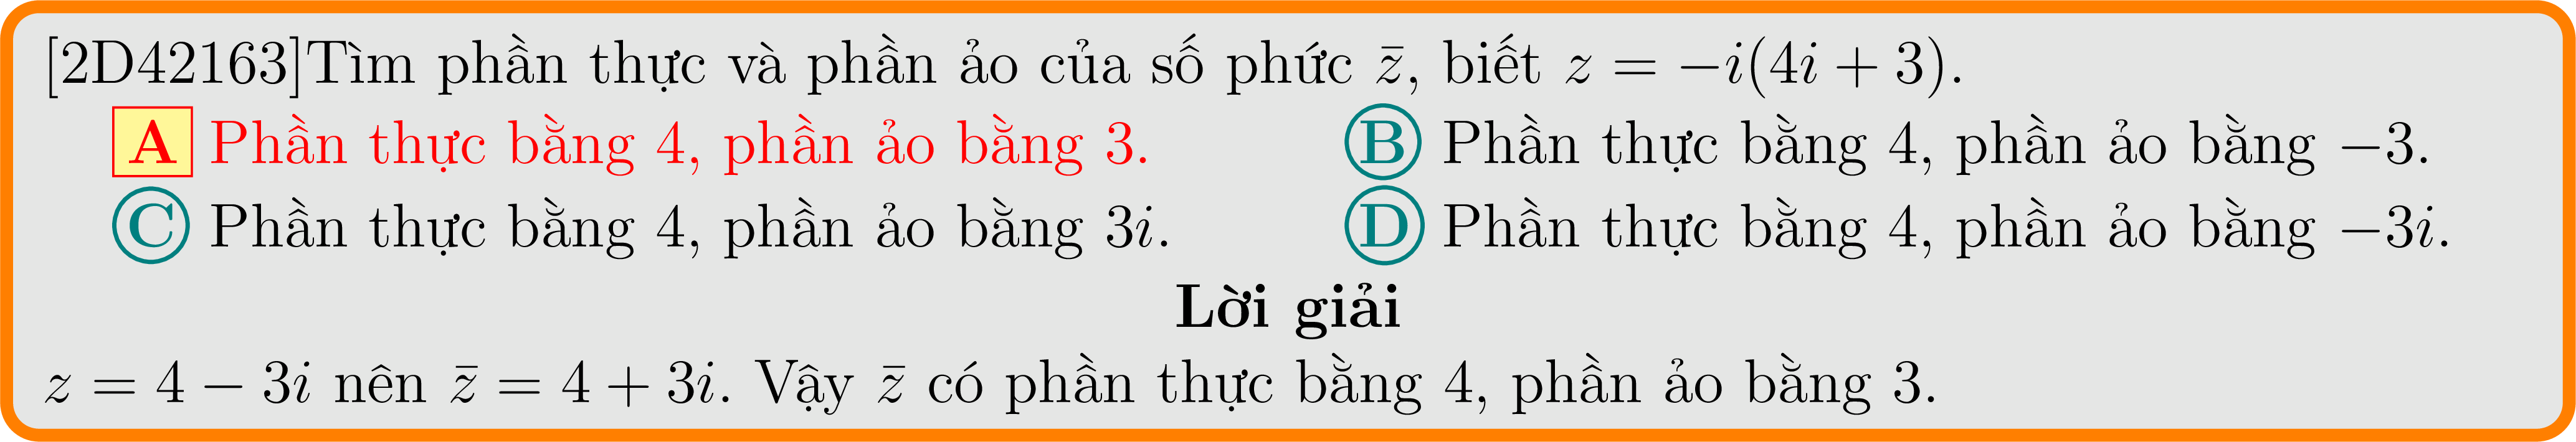 [2D42163]Tìm phần thực và phần ảo của số phức z̄, biết z = −i(4i + 3).
A Phần thực bằng 4, phần ảo bằng 3. B Phần thực bằng 4, phần ảo bằng −3.
C Phần thực bằng 4, phần ảo bằng 3i. D Phần thực bằng 4, phần ảo bằng −3i.
Lời giải
z = 4 − 3i nên z̄ = 4 + 3i. Vậy z̄ có phần thực bằng 4, phần ảo bằng 3.